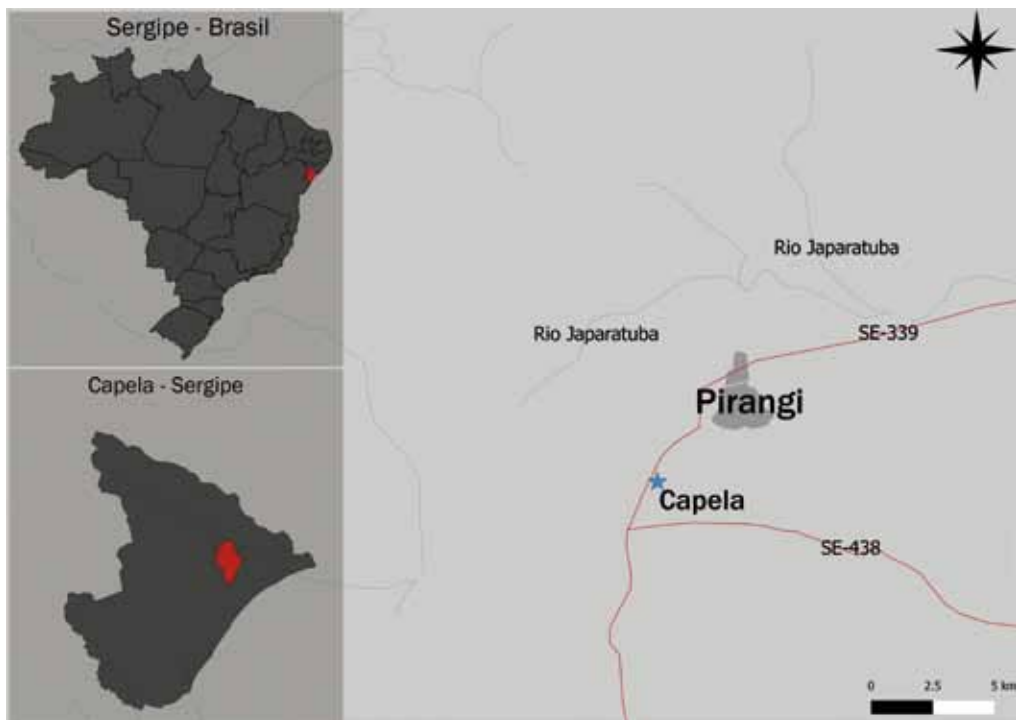 Sergipe - Brasil
Capela - Sergipe
Rio Japaratuba
Rio Japaratuba
SE-339
Pirangi
Capela
SE-438
0 2.5 5 km